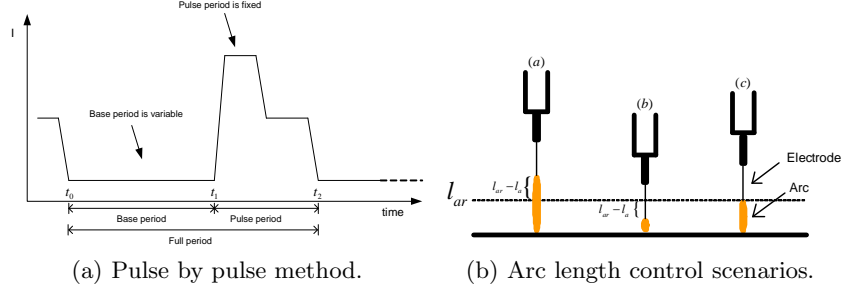 Pulse period is fixed
I
Base period is variable
t0
t1
t2
time
Base period
Pulse period
Full period
(a) Pulse by pulse method.
(a)
(b)
(c)
Electrode
Arc
lar
lar − la {
lar − la {
(b) Arc length control scenarios.